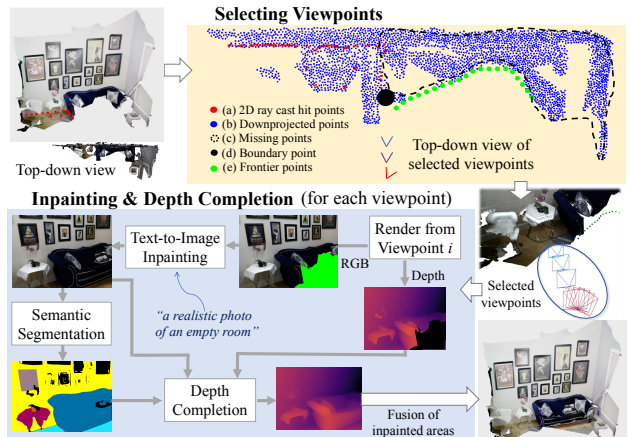 Selecting Viewpoints
(a) 2D ray cast hit points
(b) Downprojected points
(c) Missing points
(d) Boundary point
(e) Frontier points
Top-down view of
selected viewpoints
Top-down view
Inpainting & Depth Completion (for each viewpoint)
Text-to-Image
Inpainting
Render from
Viewpoint i
RGB
Depth
Selected
viewpoints
"a realistic photo
of an empty room"
Semantic
Segmentation
Depth
Completion
Fusion of
inpainted areas